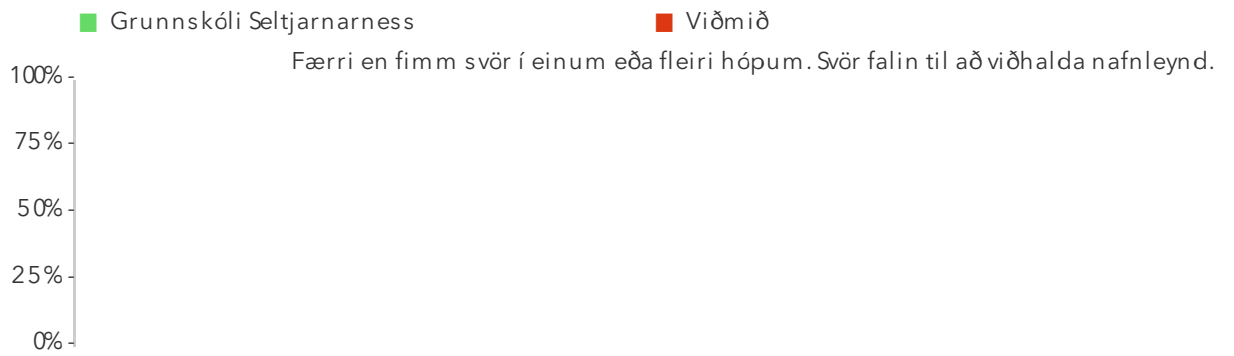 Grunnskóli Seltjarnarness Viðmið
Færri en fimm svör í einum eða fleiri hópum. Svör falin til að viðhalda nafnleynd.
100%
75%
50%
25%
0%